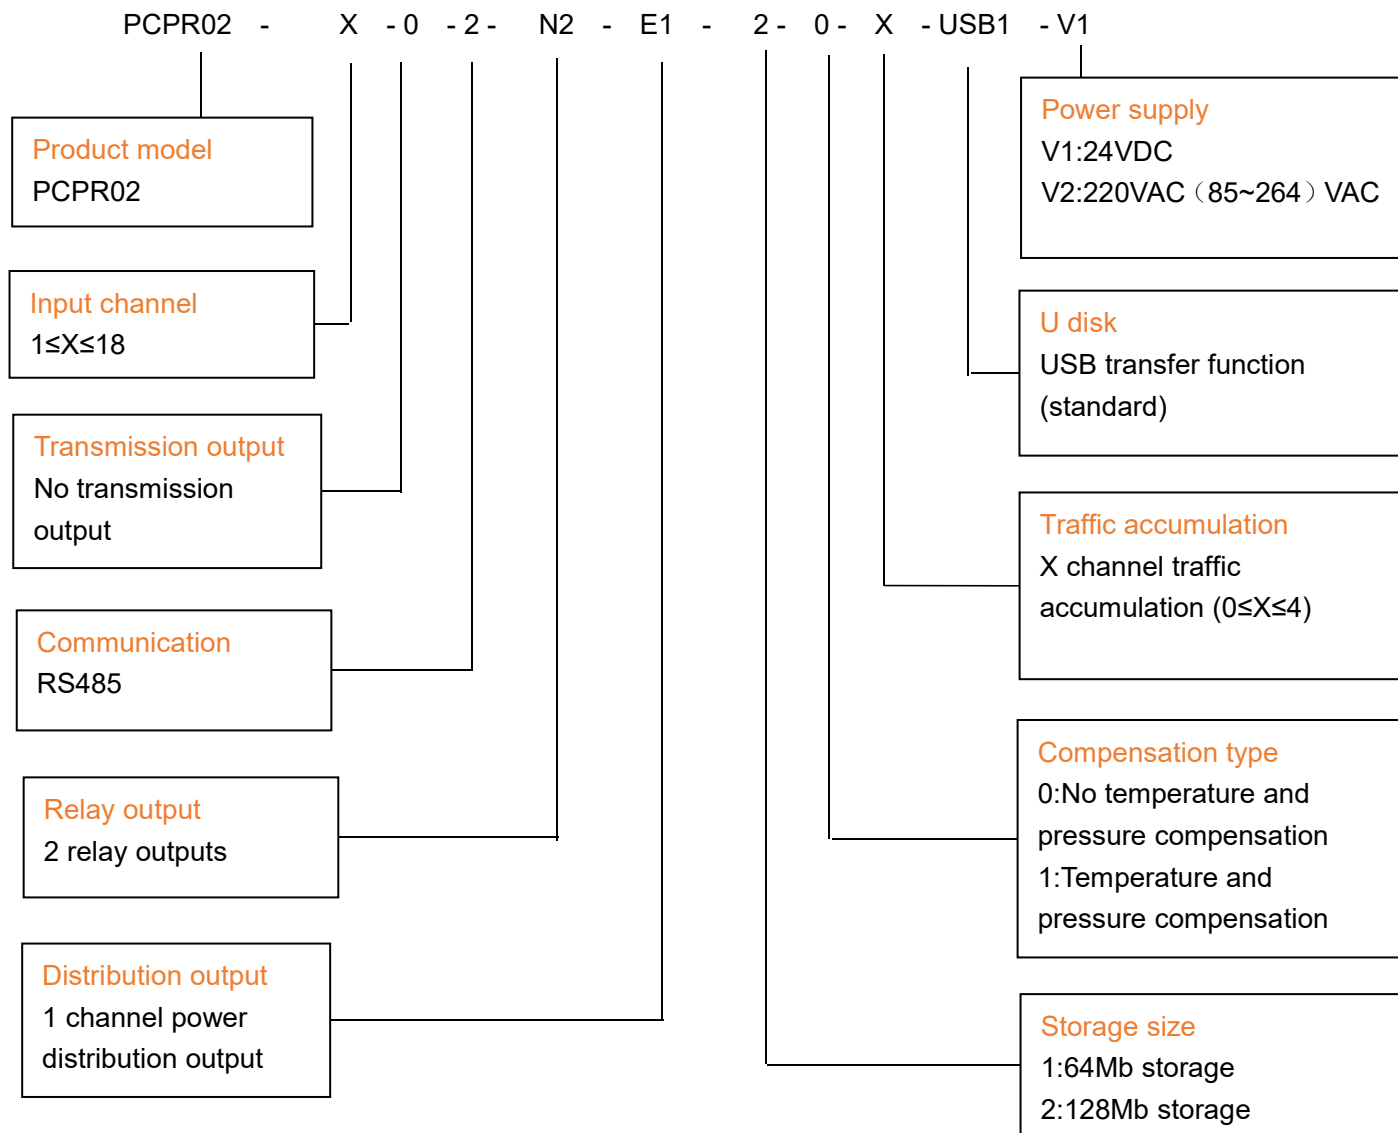 PCPR02 - X - 0 - 2 - N2 - E1 - 2 - 0 - X - USB1 - V1
Product model
PCPR02
Input channel
1≤X≤18
Transmission output
No transmission
output
Communication
RS485
Relay output
2 relay outputs
Distribution output
1 channel power
distribution output
Power supply
V1:24VDC
V2:220VAC（85~264）VAC
U disk
USB transfer function
(standard)
Traffic accumulation
X channel traffic
accumulation (0≤X≤4)
Compensation type
0:No temperature and
pressure compensation
1:Temperature and
pressure compensation
Storage size
1:64Mb storage
2:128Mb storage